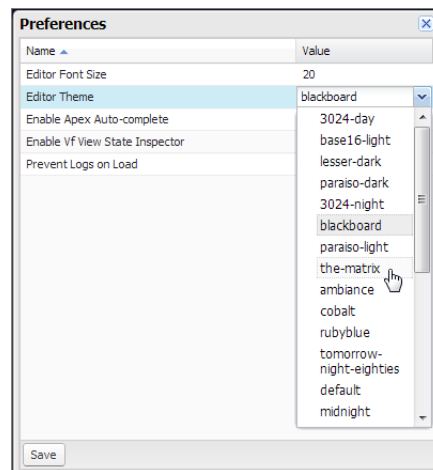 Preferences
Name Value
Editor Font Size 20
Editor Theme blackboard
Enable Apex Auto-complete
Enable Vf View State Inspector
Prevent Logs on Load
3024-day
base16-light
lesser-dark
paraiso-dark
3024-night
blackboard
paraiso-light
the-matrix
ambiance
cobalt
rubyblue
tomorrow-
night-eighties
default
midnight
Save